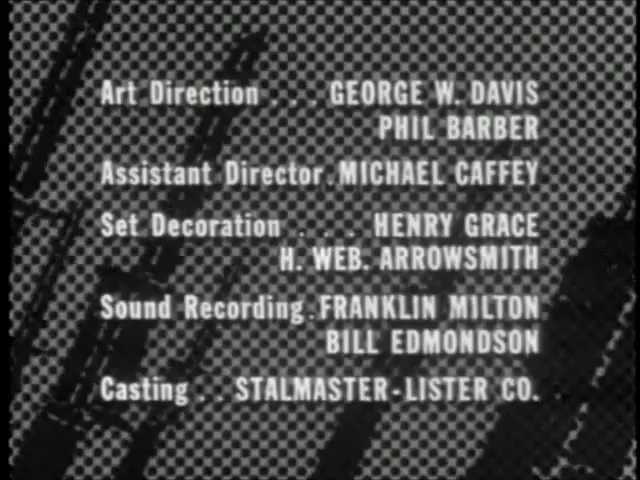 Art Direction . . . GEORGE W. DAVIS
PHIL BARBER
Assistant Director . MICHAEL CAFFEY
Set Decoration . . . HENRY GRACE
H. WEB. ARROWSMITH
Sound Recording . FRANKLIN MILTON
BILL EDMONDSON
Casting . . STALMASTER-LISTER CO.